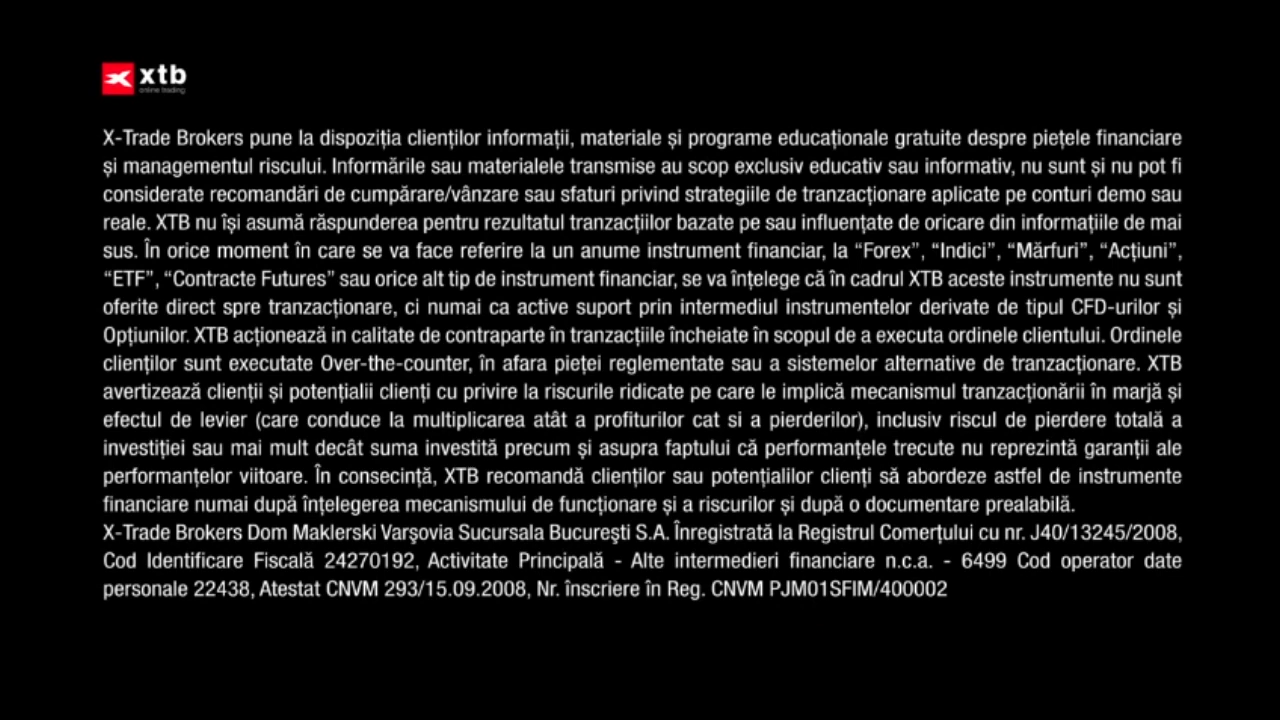 xtb
online trading
X-Trade Brokers pune la dispoziția clienților informații, materiale și programe educaționale gratuite despre piețele financiare
și managementul riscului. Informările sau materialele transmise au scop exclusiv educativ sau informativ, nu sunt și nu pot fi
considerate recomandări de cumpărare/vânzare sau sfaturi privind strategiile de tranzacționare aplicate pe conturi demo sau
reale. XTB nu își asumă răspunderea pentru rezultatul tranzacțiilor bazate pe sau influențate de oricare din informațiile de mai
sus. În orice moment în care se va face referire la un anume instrument financiar, la “Forex”, “Indici”, “Mărfuri”, “Acțiuni”,
“ETF”, “Contracte Futures” sau orice alt tip de instrument financiar, se va înțelege că în cadrul XTB aceste instrumente nu sunt
oferite direct spre tranzacționare, ci numai ca active suport prin intermediul instrumentelor derivate de tipul CFD-urilor și
Opțiunilor. XTB acționează in calitate de contraparte în tranzacțiile încheiate în scopul de a executa ordinele clientului. Ordinele
clienților sunt executate Over-the-counter, în afara pieței reglementate sau a sistemelor alternative de tranzacționare. XTB
avertizează clienții și potențialii clienți cu privire la riscurile ridicate pe care le implică mecanismul tranzacționării în marjă și
efectul de levier (care conduce la multiplicarea atât a profiturilor cat si a pierderilor), inclusiv riscul de pierdere totală a
investiției sau mai mult decât suma investită precum și asupra faptului că performanțele trecute nu reprezintă garanții ale
performanțelor viitoare. În consecință, XTB recomandă clienților sau potențialilor clienți să abordeze astfel de instrumente
financiare numai după înțelegerea mecanismului de funcționare și a riscurilor și după o documentare prealabilă.
X-Trade Brokers Dom Maklerski Varşovia Sucursala Bucureşti S.A. Înregistrată la Registrul Comerțului cu nr. J40/13245/2008,
Cod Identificare Fiscală 24270192, Activitate Principală - Alte intermedieri financiare n.c.a. - 6499 Cod operator date
personale 22438, Atestat CNVM 293/15.09.2008, Nr. înscriere în Reg. CNVM PJM01SFIM/400002